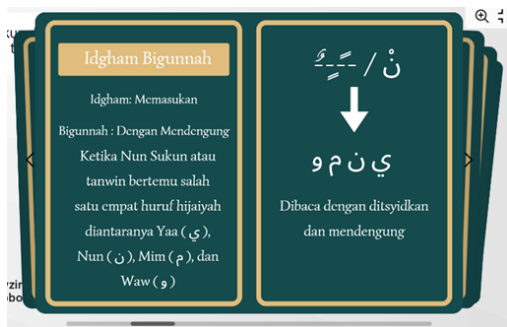 Idgham Bigunnah
Idgham: Memasukan
Bigunnah : Dengan Mendengung
Ketika Nun Sukun atau
tanwin bertemu salah
satu empat huruf hijaiyah
diantaranya Yaa ( ي ),
Nun ( ن ), Mim ( م ), dan
Waw ( و )
نْ / ـًـٍـٌ
ي ن م و
Dibaca dengan ditsyidkan
dan mendengung